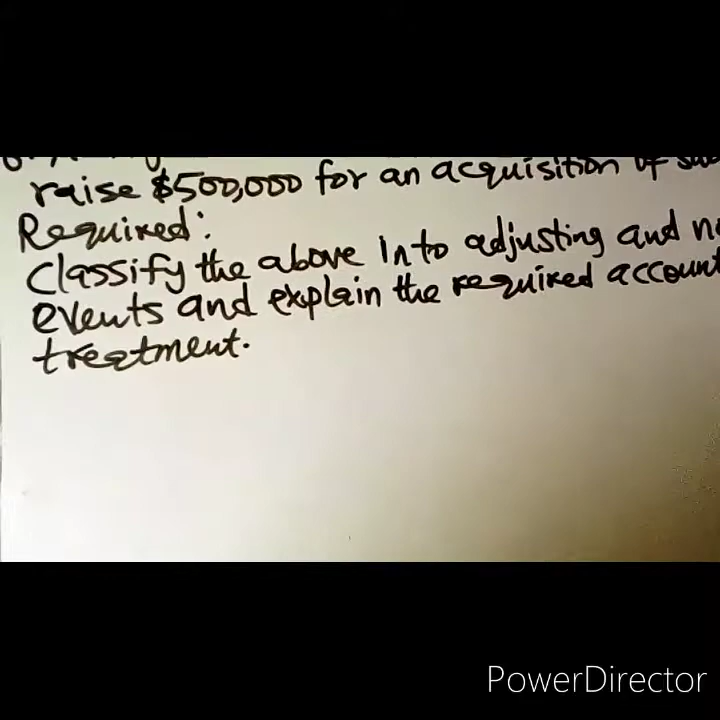 raise $500,000 for an acquisition of
Required:
Classify the above into adjusting and
events and explain the required account
treatment.
PowerDirector